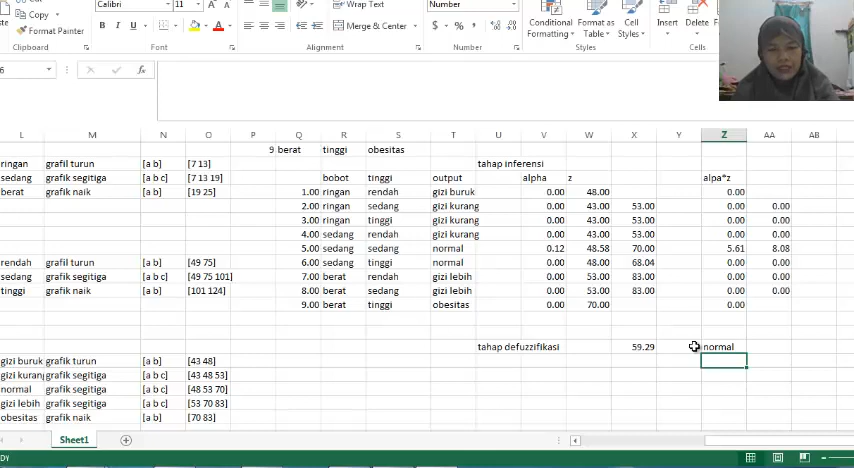 Calibri 11 Wrap Text Number
Copy
Format Painter B I U Merge & Center $ % Conditional Formatting Format as Table Cell Styles Insert Delete
Clipboard Font Alignment Number Styles Cells
6 fx
L M N O P Q R S T U V W X Y Z AA AB
9 berat tinggi obesitas
ringan grafil turun [a b] [7 13] tahap inferensi
sedang grafik segitiga [a b c] [7 13 19] bobot tinggi output alpha z alpa*z
berat grafik naik [a b] [19 25] 1.00 ringan rendah gizi buruk 0.00 48.00 0.00
2.00 ringan sedang gizi kurang 0.00 43.00 53.00 0.00 0.00
3.00 ringan tinggi gizi kurang 0.00 43.00 53.00 0.00 0.00
4.00 sedang rendah gizi kurang 0.00 43.00 53.00 0.00 0.00
5.00 sedang sedang normal 0.12 48.58 70.00 5.61 8.08
rendah grafil turun [a b] [49 75] 6.00 sedang tinggi normal 0.00 48.00 68.04 0.00 0.00
sedang grafik segitiga [a b c] [49 75 101] 7.00 berat rendah gizi lebih 0.00 53.00 83.00 0.00 0.00
tinggi grafik naik [a b] [101 124] 8.00 berat sedang gizi lebih 0.00 53.00 83.00 0.00 0.00
9.00 berat tinggi obesitas 0.00 70.00 0.00
tahap defuzzifikasi 59.29 normal
gizi buruk grafik turun [a b] [43 48]
gizi kurang grafik segitiga [a b c] [43 48 53]
normal grafik segitiga [a b c] [48 53 70]
gizi lebih grafik segitiga [a b c] [53 70 83]
obesitas grafik naik [a b] [70 83]
Sheet1
DY